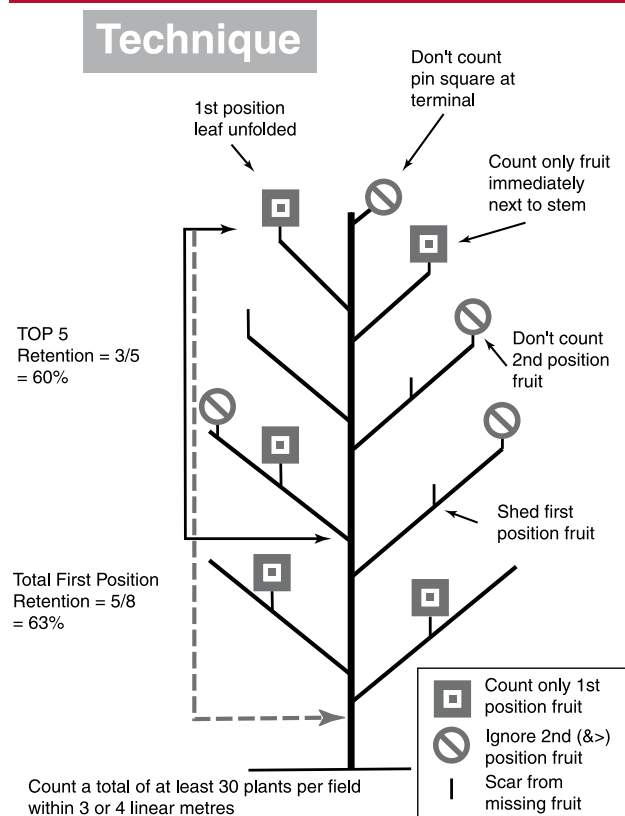 Technique
Don't count
pin square at
terminal
1st position
leaf unfolded
Count only fruit
immediately
next to stem
TOP 5
Retention = 3/5
= 60%
Don't count
2nd position
fruit
Shed first
position fruit
Total First Position
Retention = 5/8
= 63%
Count only 1st
position fruit
Ignore 2nd (&>)
position fruit
Scar from
missing fruit
Count a total of at least 30 plants per field
within 3 or 4 linear metres